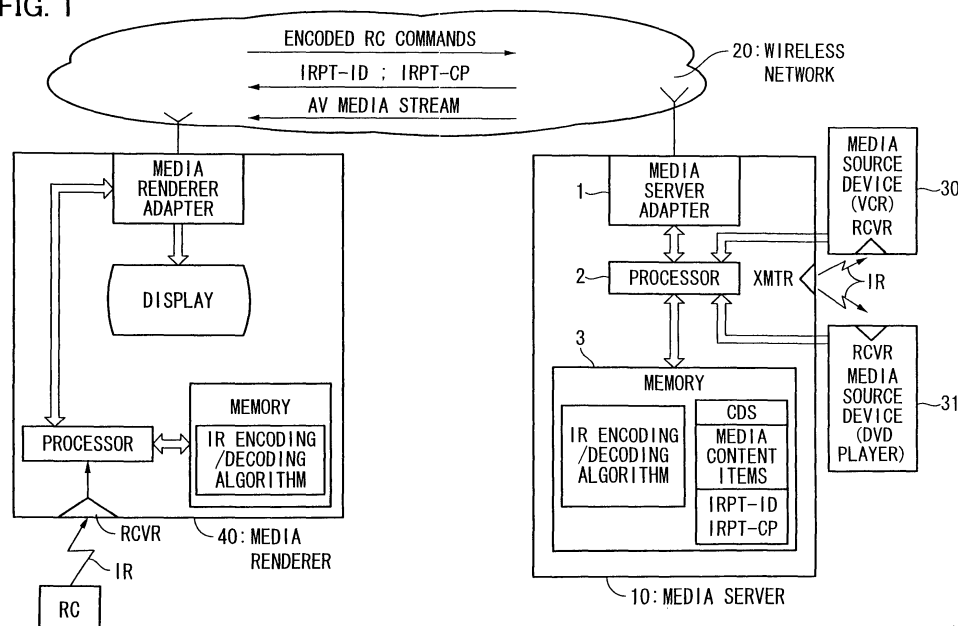 FIG. 1
ENCODED RC COMMANDS
IRPT-ID ; IRPT-CP
AV MEDIA STREAM
20: WIRELESS
NETWORK
MEDIA
RENDERER
ADAPTER
DISPLAY
MEMORY
IR ENCODING
/DECODING
ALGORITHM
PROCESSOR
RCVR
IR
RC
40: MEDIA
RENDERER
1
MEDIA
SERVER
ADAPTER
2
PROCESSOR
XMTR
IR
3
MEMORY
IR ENCODING
/DECODING
ALGORITHM
CDS
MEDIA
CONTENT
ITEMS
IRPT-ID
IRPT-CP
10: MEDIA SERVER
MEDIA
SOURCE
DEVICE
(VCR)
RCVR
30
RCVR
MEDIA
SOURCE
DEVICE
(DVD
PLAYER)
31